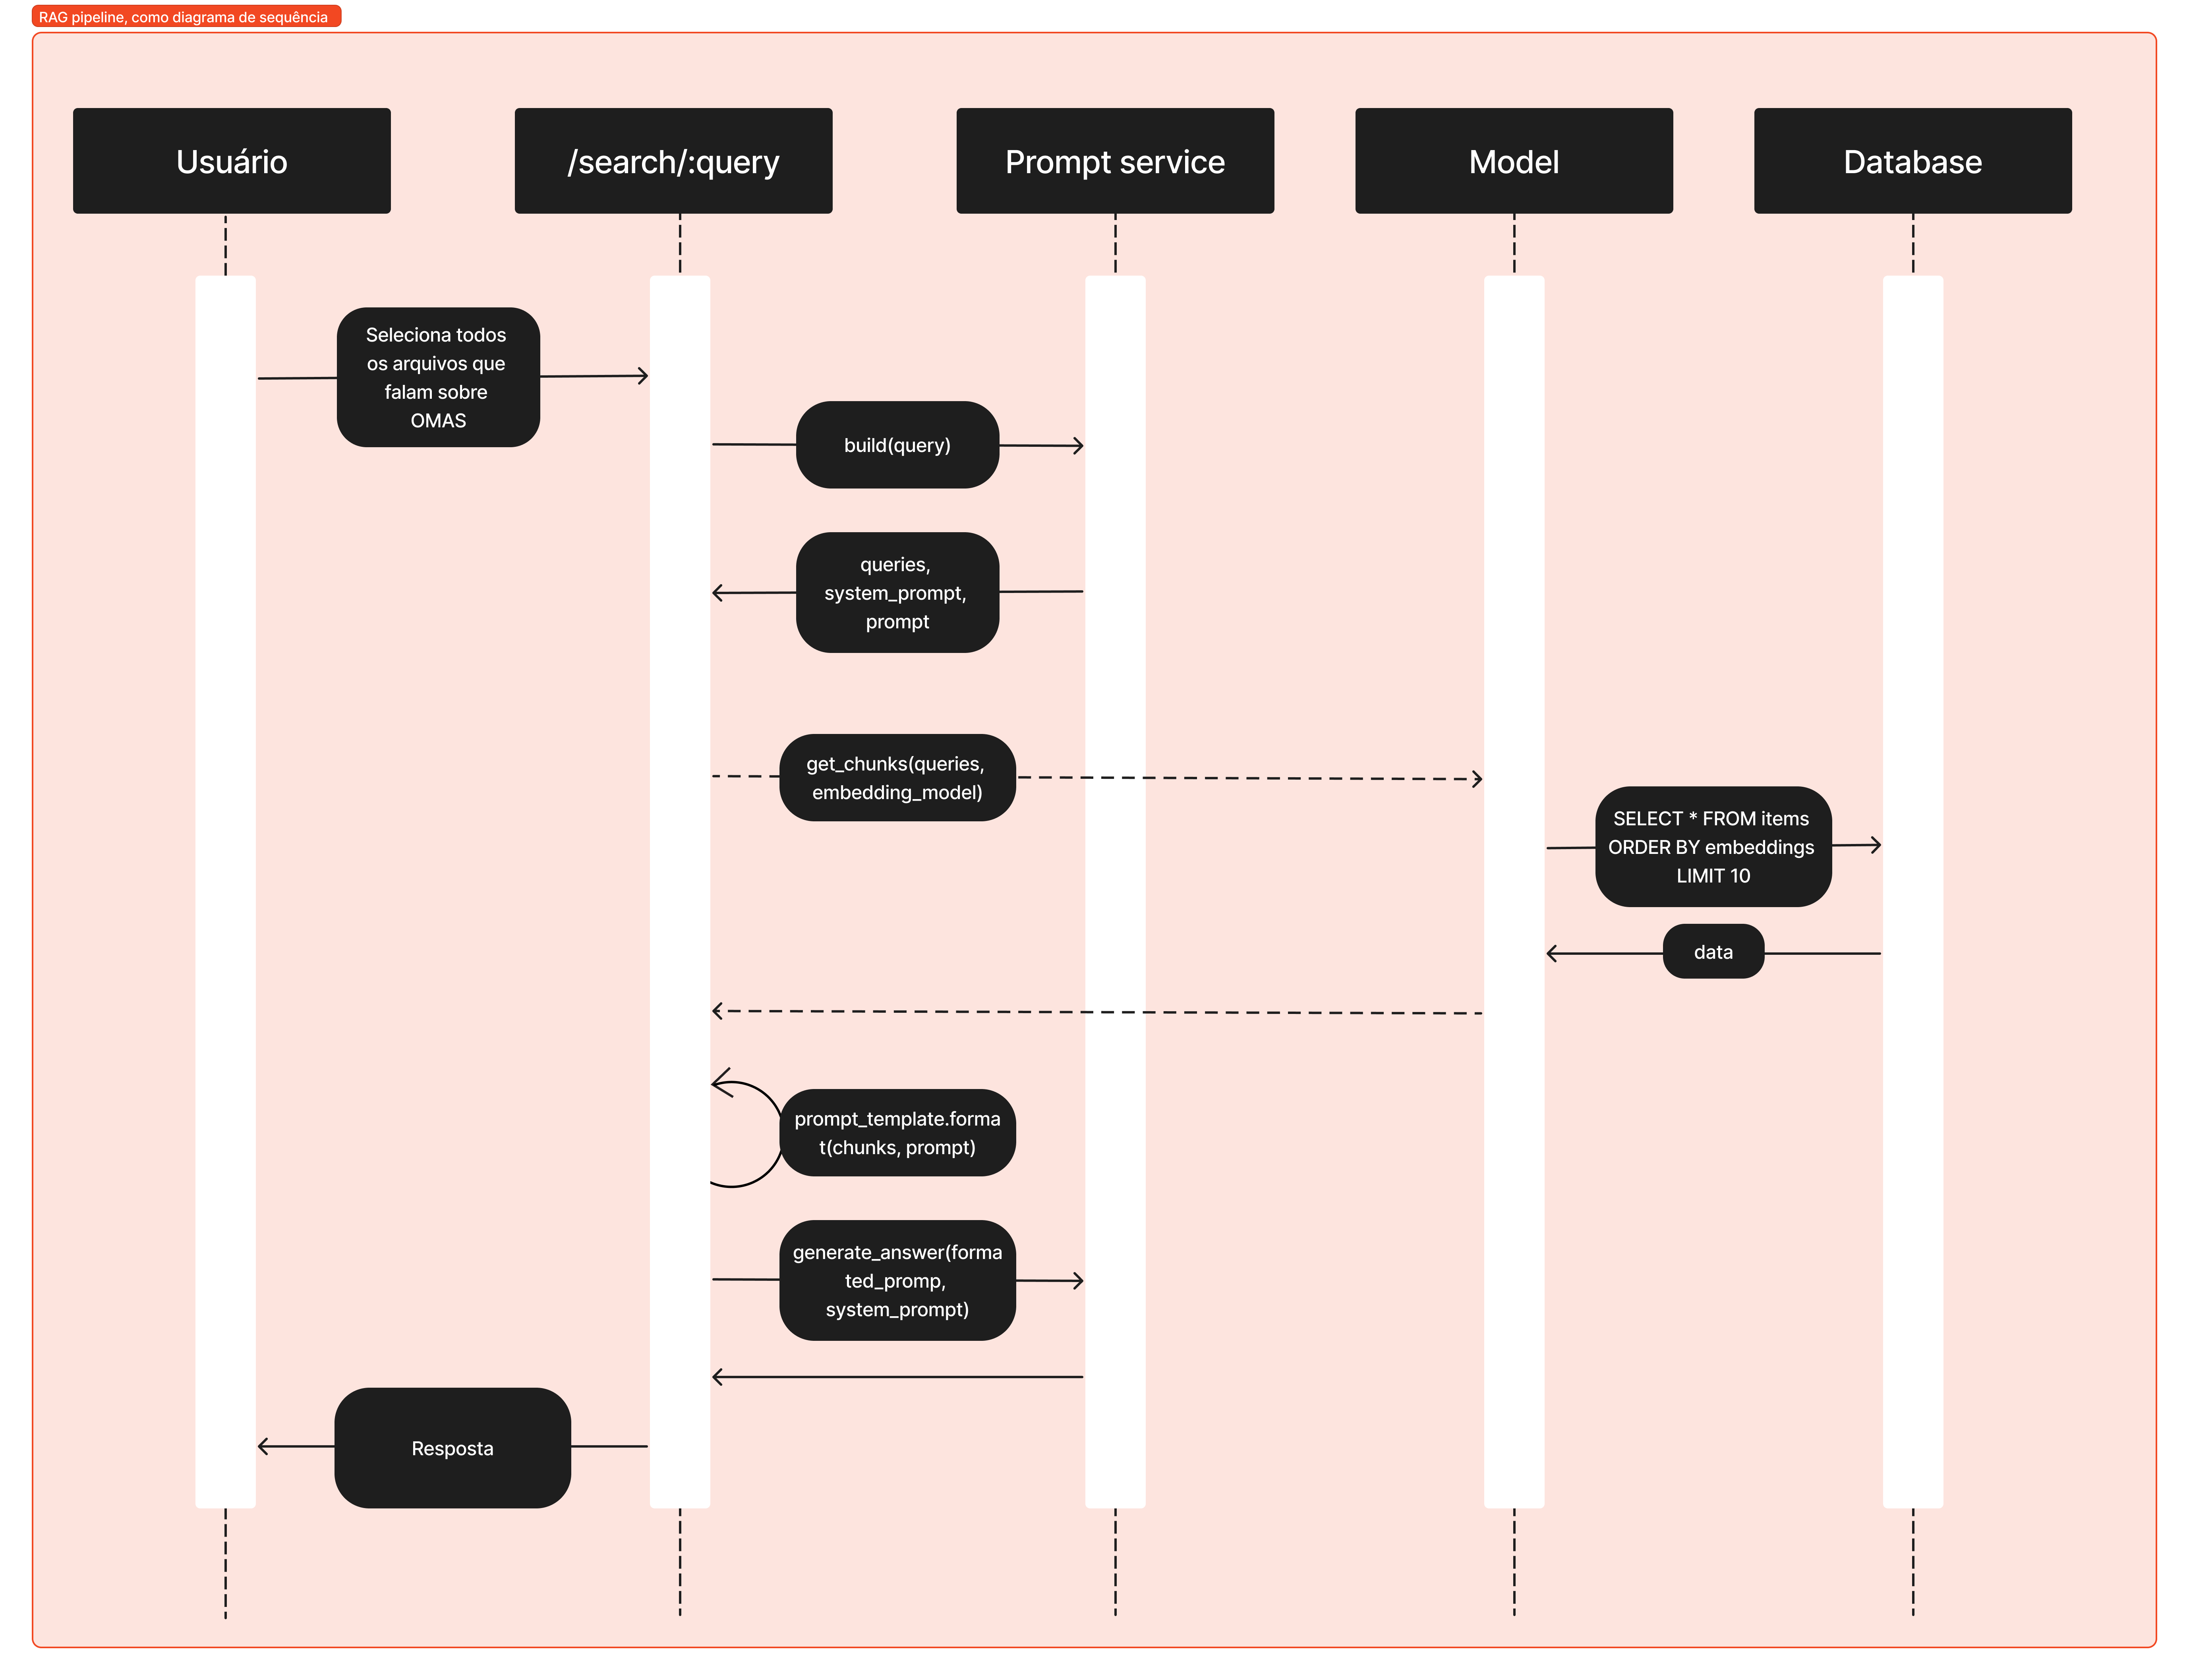 RAG pipeline, como diagrama de sequência
Usuário
/search/:query
Prompt service
Model
Database
Seleciona todos
os arquivos que
falam sobre
OMAS
build(query)
queries,
system_prompt,
prompt
get_chunks(queries,
embedding_model)
SELECT * FROM items
ORDER BY embeddings
LIMIT 10
data
prompt_template.forma
t(chunks, prompt)
generate_answer(forma
ted_promp,
system_prompt)
Resposta